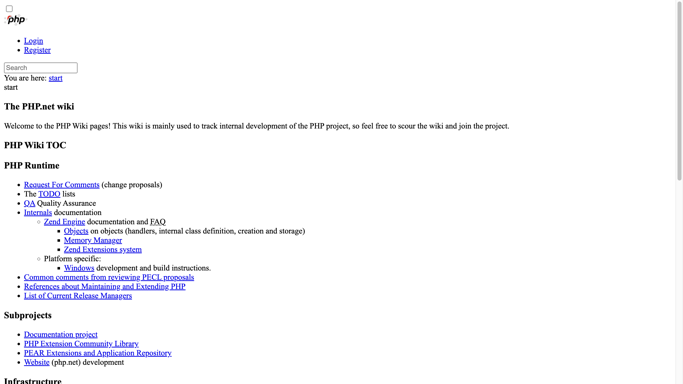 php
Login
Register
Search
You are here: start
start
The PHP.net wiki
Welcome to the PHP Wiki pages! This wiki is mainly used to track internal development of the PHP project, so feel free to scour the wiki and join the project.
PHP Wiki TOC
PHP Runtime
Request For Comments (change proposals)
The TODO lists
QA Quality Assurance
Internals documentation
Zend Engine documentation and FAQ
Objects on objects (handlers, internal class definition, creation and storage)
Memory Manager
Zend Extensions system
Platform specific:
Windows development and build instructions.
Common comments from reviewing PECL proposals
References about Maintaining and Extending PHP
List of Current Release Managers
Subprojects
Documentation project
PHP Extension Community Library
PEAR Extensions and Application Repository
Website (php.net) development
Infrastructure